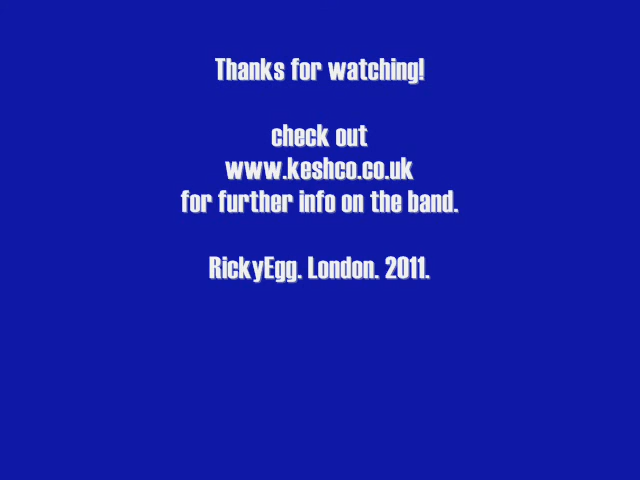 Thanks for watching!
check out
www.keshco.co.uk
for further info on the band.
RickyEgg. London. 2011.